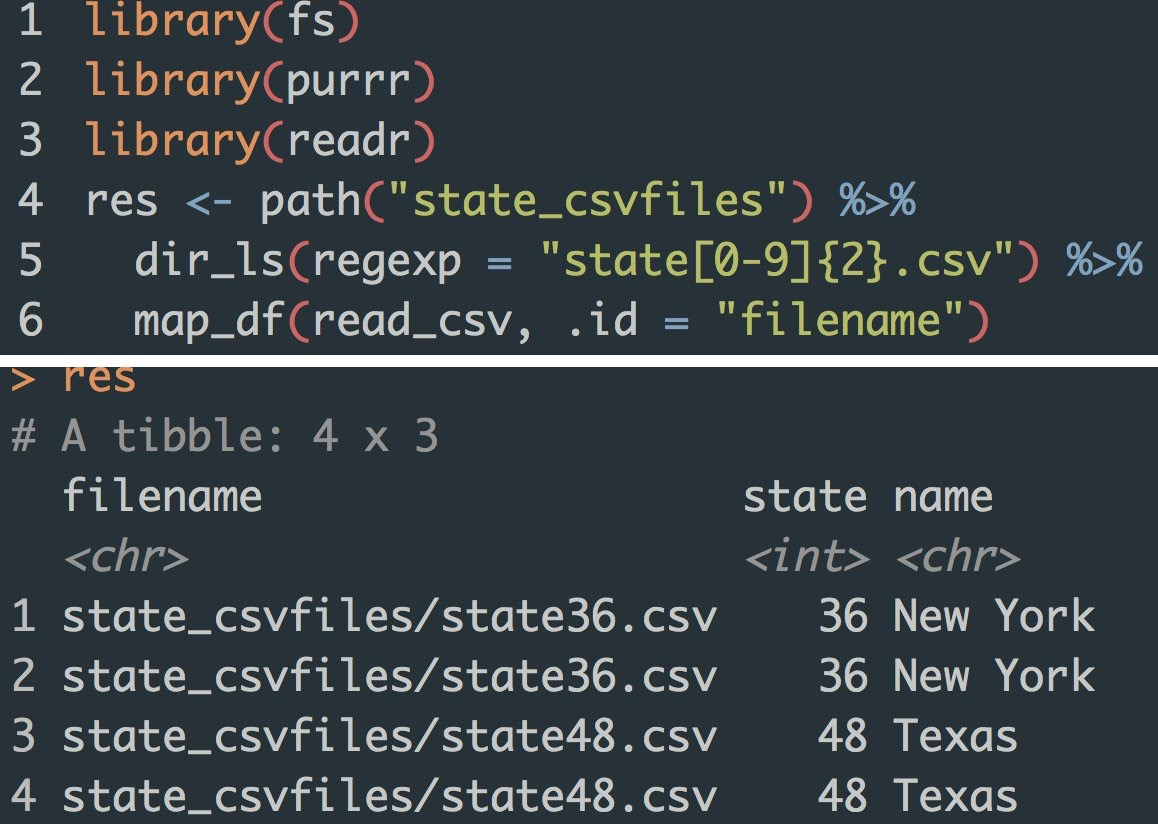 1 library(fs)
2 library(purrr)
3 library(readr)
4 res <- path("state_csvfiles") %>%
5   dir_ls(regexp = "state[0-9]{2}.csv") %>%
6   map_df(read_csv, .id = "filename")
> res
# A tibble: 4 x 3
  filename                   state name
  <chr>                      <int> <chr>
1 state_csvfiles/state36.csv    36 New York
2 state_csvfiles/state36.csv    36 New York
3 state_csvfiles/state48.csv    48 Texas
4 state_csvfiles/state48.csv    48 Texas